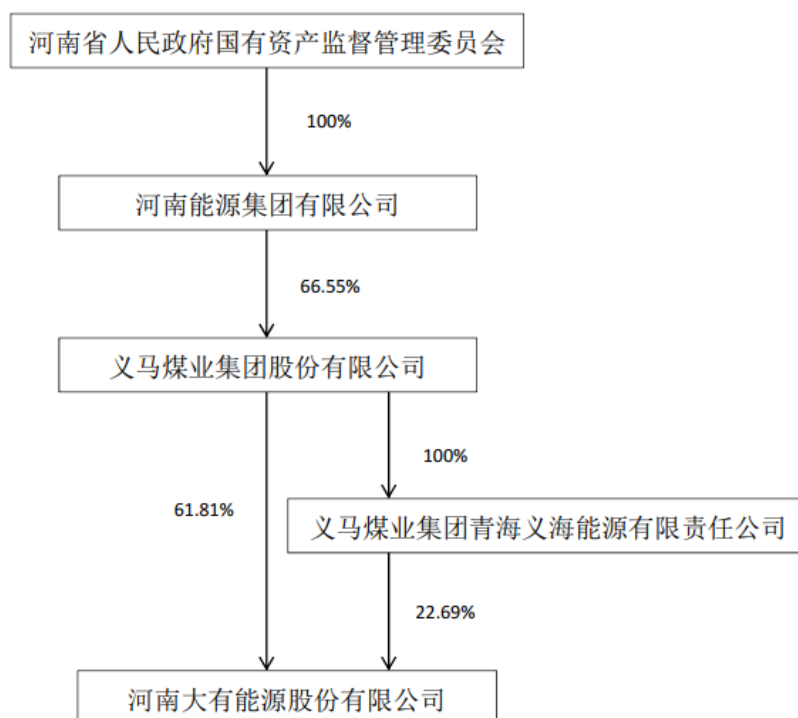 河南省人民政府国有资产监督管理委员会
100%
河南能源集团有限公司
66.55%
义马煤业集团股份有限公司
100%
61.81%
义马煤业集团青海义海能源有限责任公司
22.69%
河南大有能源股份有限公司